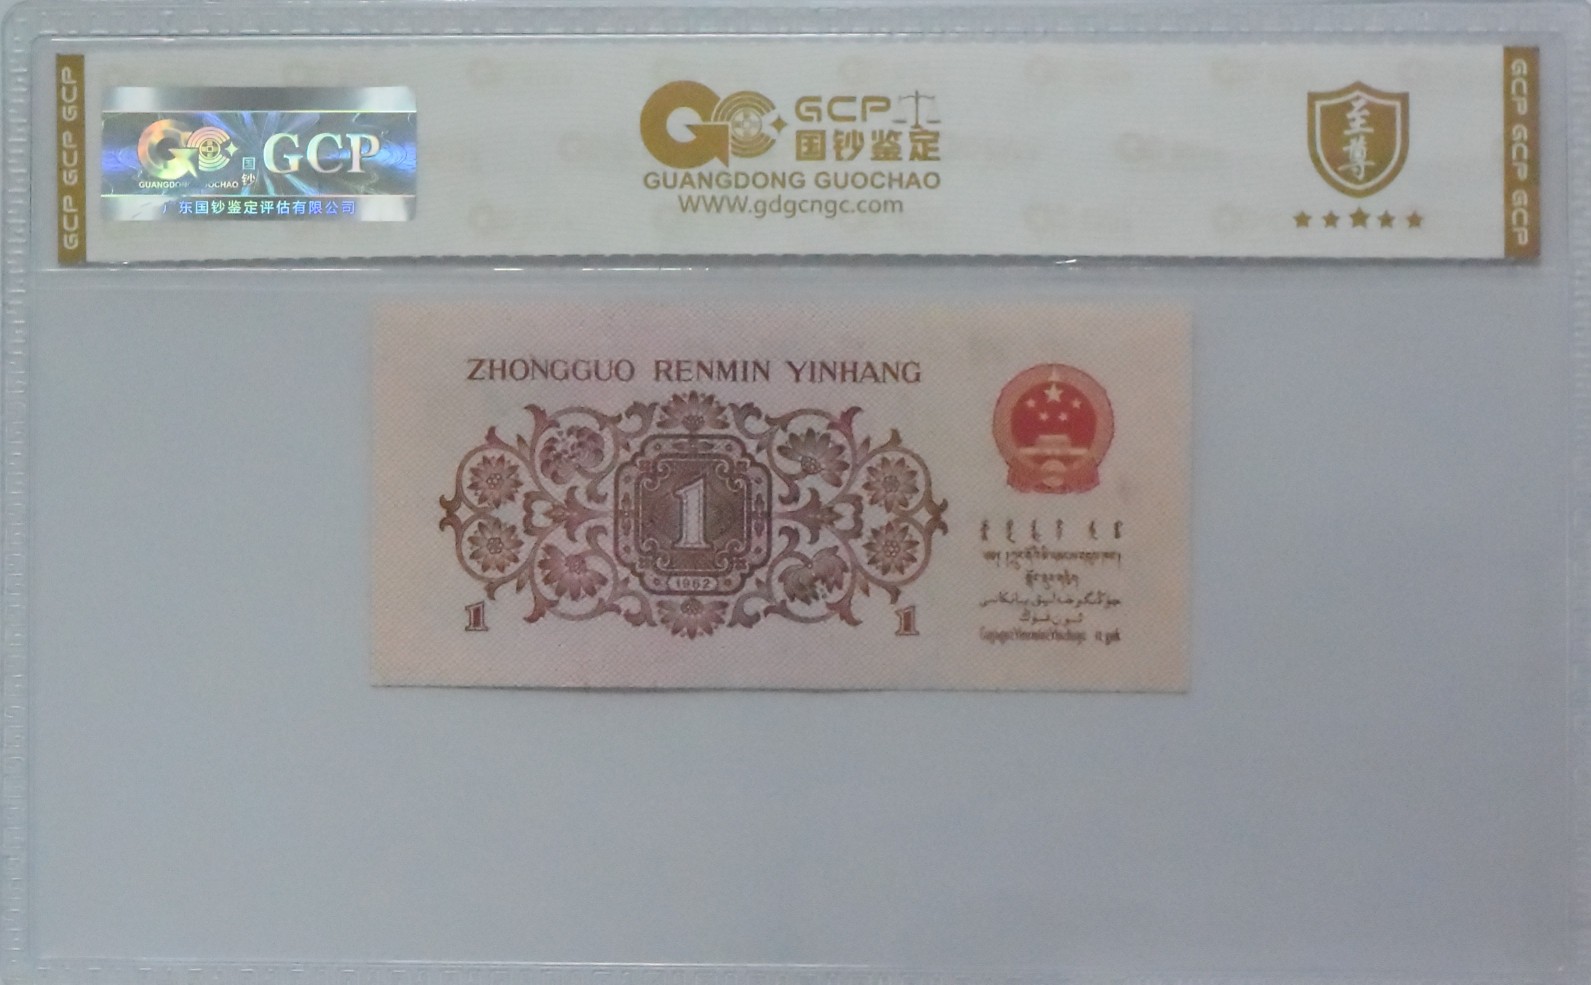 GCP GCP GCP
GCP
GUANGDONG GUOCHAO
国钞
广东国钞鉴定评估有限公司
GCP
国钞鉴定
GUANGDONG GUOCHAO
WWW.gdgcngc.com
至尊
GCP GCP GCP
ZHONGGUO RENMIN YINHANG
1
1962
1
1